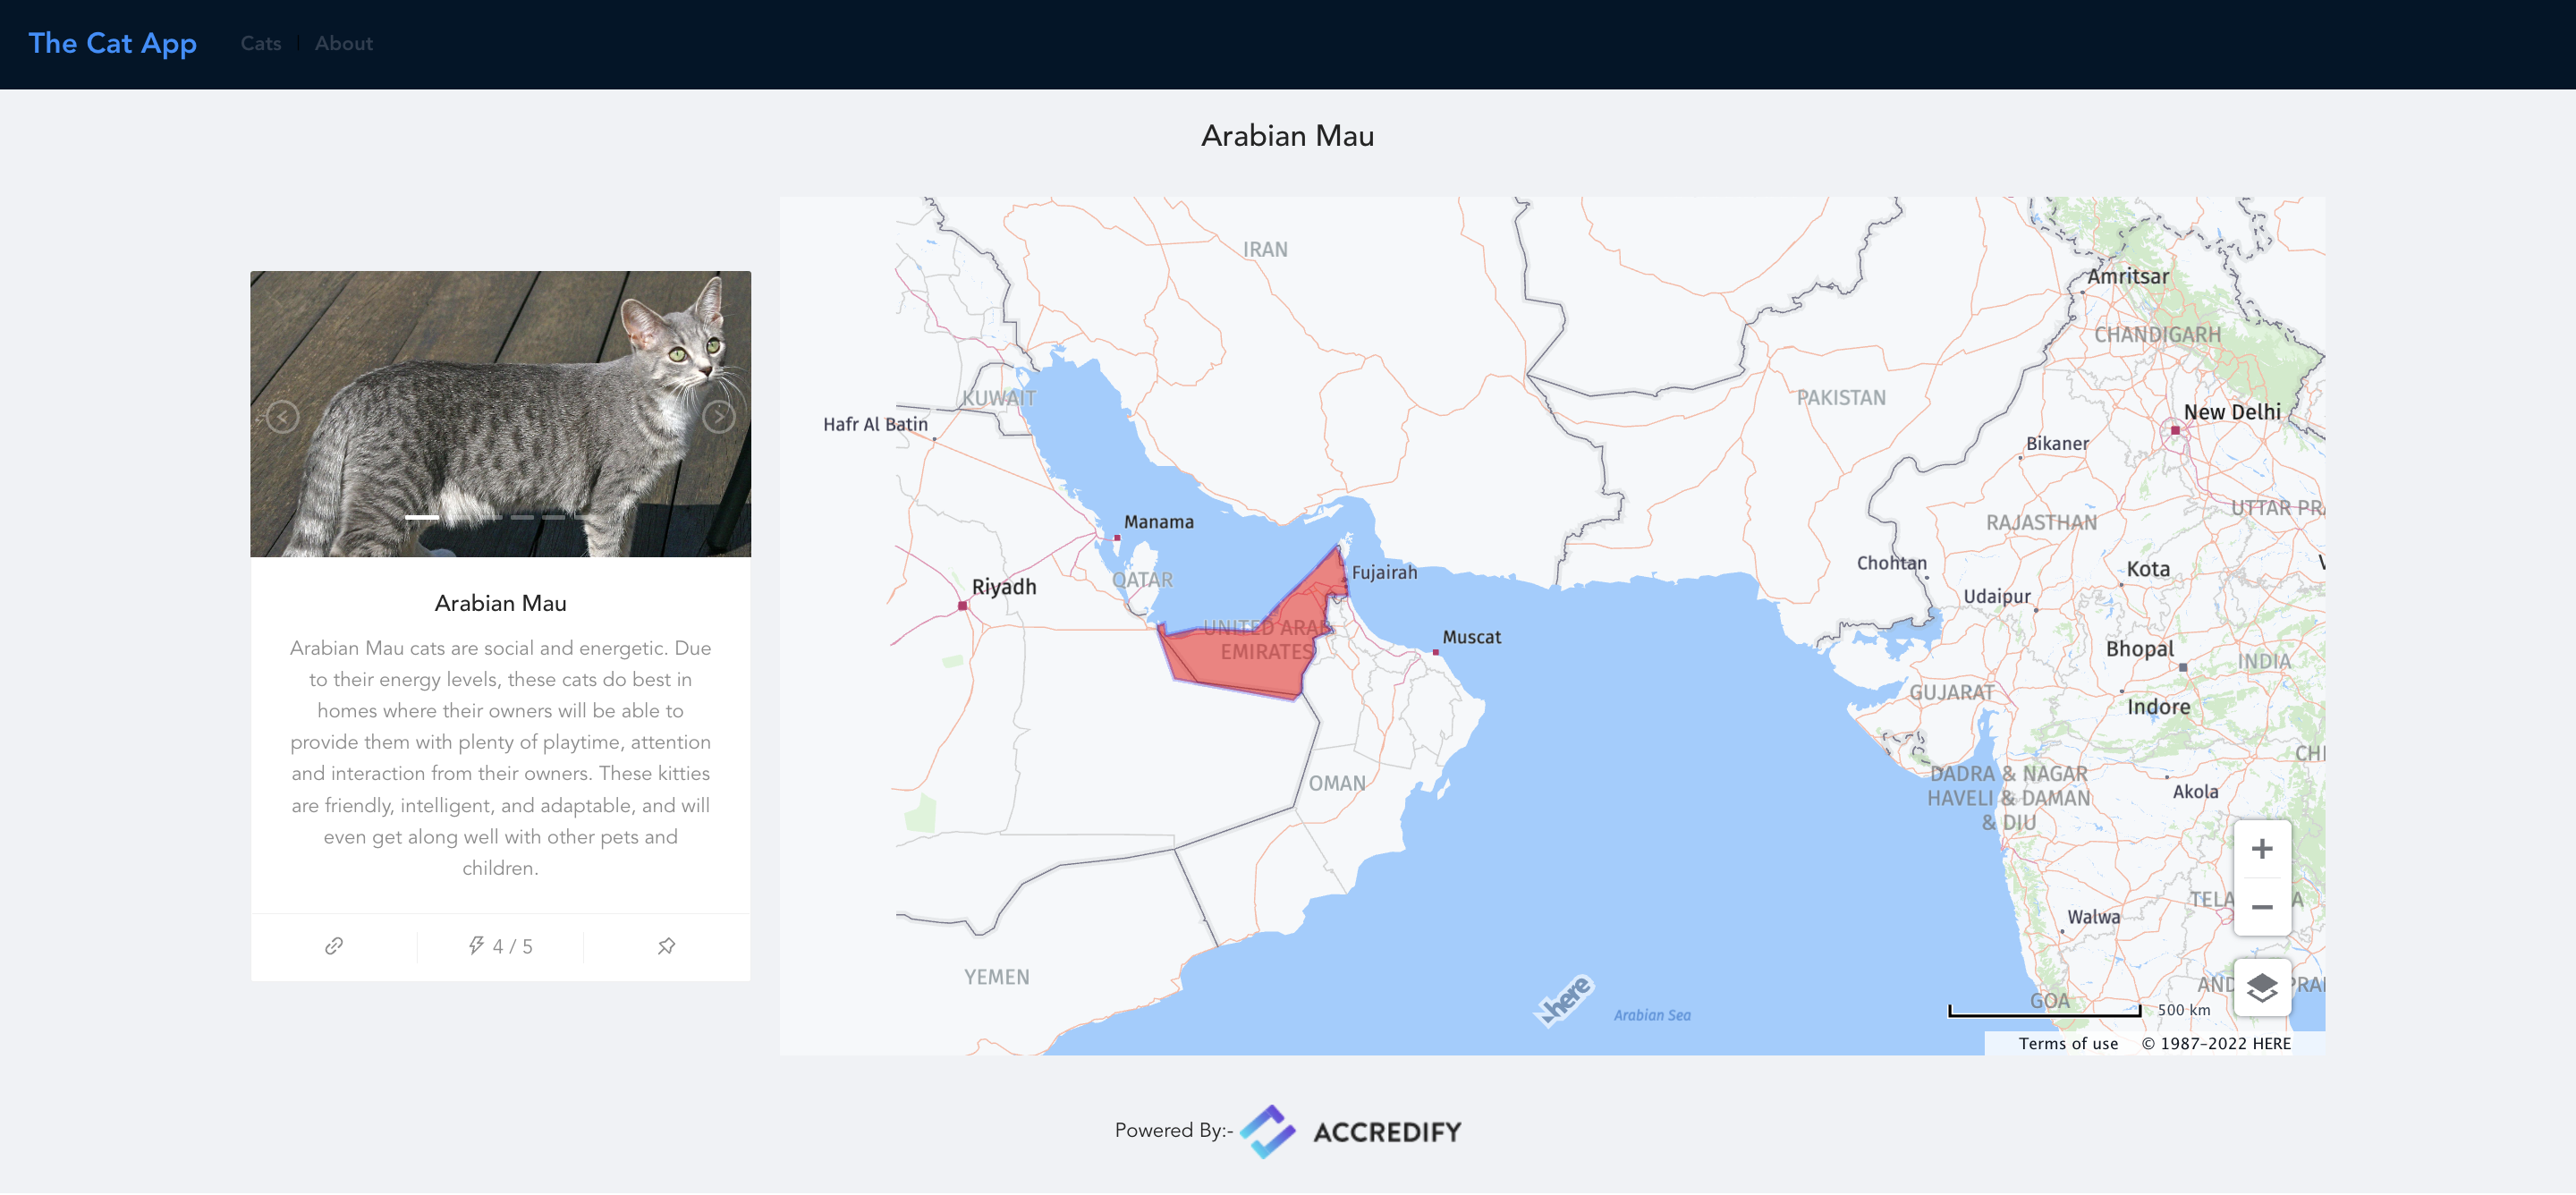 The Cat App
Cats
About
Arabian Mau
Arabian Mau
Arabian Mau cats are social and energetic. Due
to their energy levels, these cats do best in
homes where their owners will be able to
provide them with plenty of playtime, attention
and interaction from their owners. These kitties
are friendly, intelligent, and adaptable, and will
even get along well with other pets and
children.
4 / 5
IRAN
Amritsar
CHANDIGARH
KUWAIT
PAKISTAN
Hafr Al Batin
New Delhi
Bikaner
UTTAR PR
Manama
RAJASTHAN
QATAR
Fujairah
Chohtan
Kota
Riyadh
Udaipur
UNITED ARAB
EMIRATES
Muscat
Bhopal
INDIA
GUJARAT
Indore
CH
OMAN
DADRA & NAGAR
HAVELI & DAMAN
& DIU
Akola
TELA
A
Walwa
YEMEN
AND
PRA
here
GOA
Arabian Sea
500 km
Terms of use
© 1987–2022 HERE
Powered By:-
ACCREDIFY